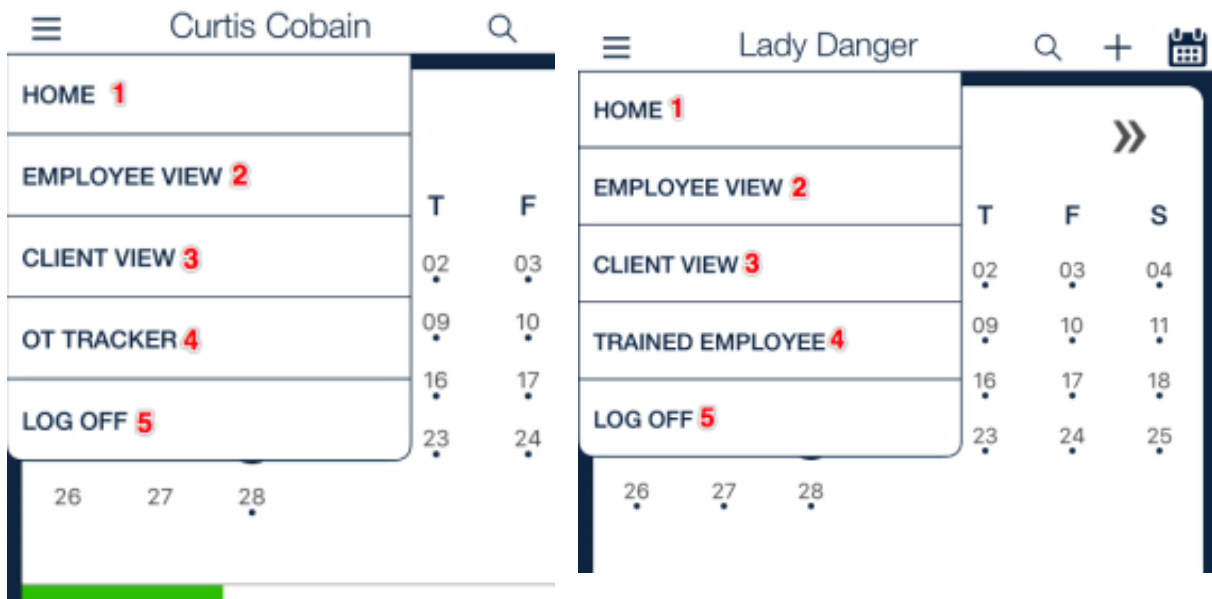 Curtis Cobain
HOME 1
EMPLOYEE VIEW 2
CLIENT VIEW 3
OT TRACKER 4
LOG OFF 5
T F
02 03
09 10
16 17
23 24
26 27 28
Lady Danger
HOME 1
EMPLOYEE VIEW 2
CLIENT VIEW 3
TRAINED EMPLOYEE 4
LOG OFF 5
T F S
02 03 04
09 10 11
16 17 18
23 24 25
26 27 28